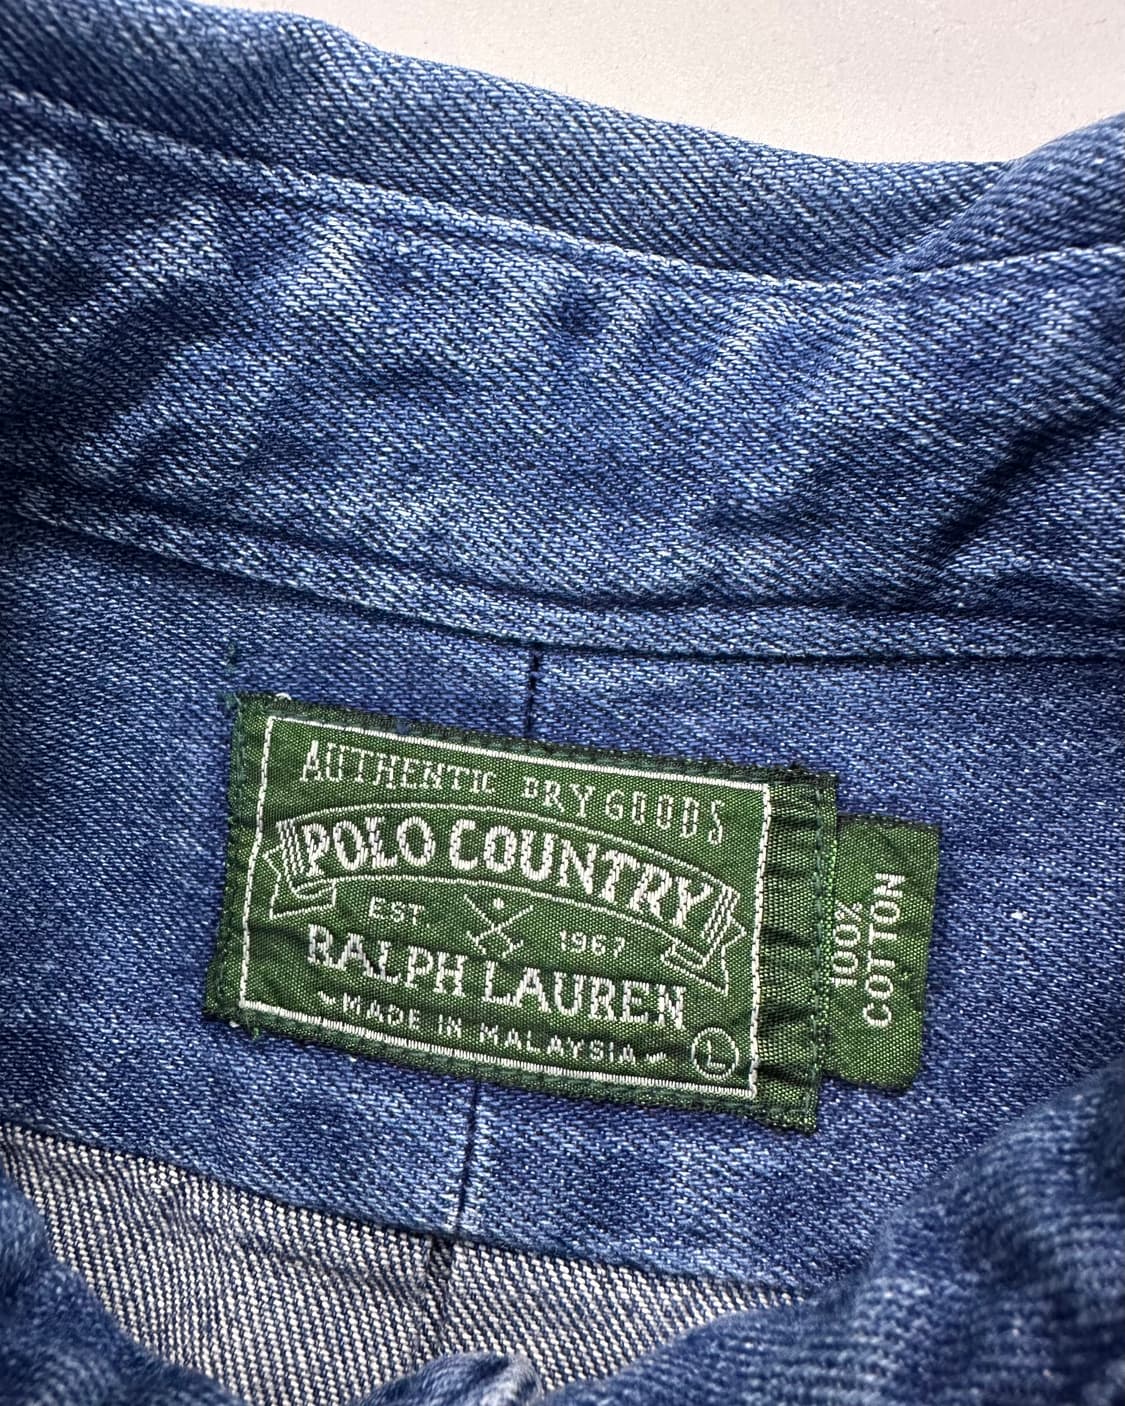 AUTHENTIC DRY GOODS
POLO COUNTRY
EST. 1967
RALPH LAUREN
MADE IN MALAYSIA
L
100%
COTTON